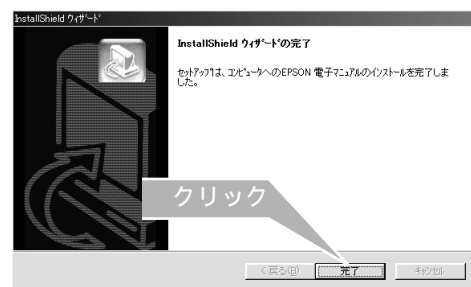 InstallShield ウィザード
InstallShield ウィザードの完了
セットアップは、コンピュータへのEPSON 電子マニュアルのインストールを完了しま
した。
クリック
< 戻る(B)
完了
キャンセル